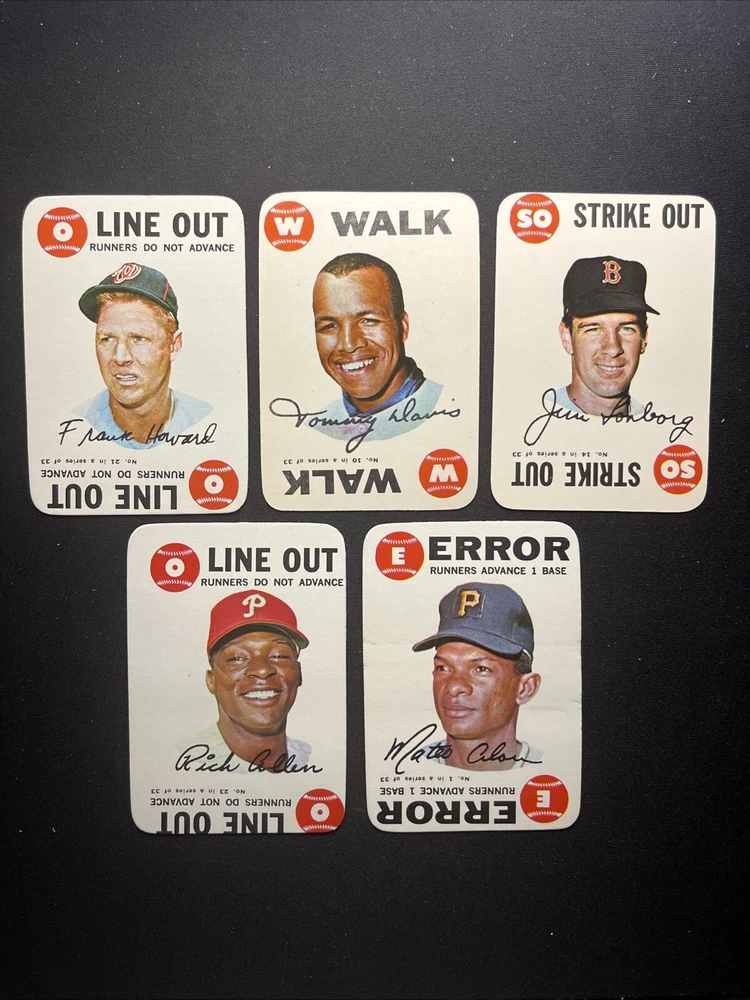 O LINE OUT
RUNNERS DO NOT ADVANCE
W
Frank Howard
No. 21 in a series of 33
RUNNERS DO NOT ADVANCE
O LINE OUT
W WALK
Tommy Davis
No. 10 in a series of 33
W WALK
SO STRIKE OUT
B
Jim Lonborg
No. 14 in a series of 33
SO STRIKE OUT
O LINE OUT
RUNNERS DO NOT ADVANCE
P
Rich Allen
No. 23 in a series of 33
RUNNERS DO NOT ADVANCE
O LINE OUT
E ERROR
RUNNERS ADVANCE 1 BASE
P
Mateo Alou
No. 1 in a series of 33
RUNNERS ADVANCE 1 BASE
E ERROR